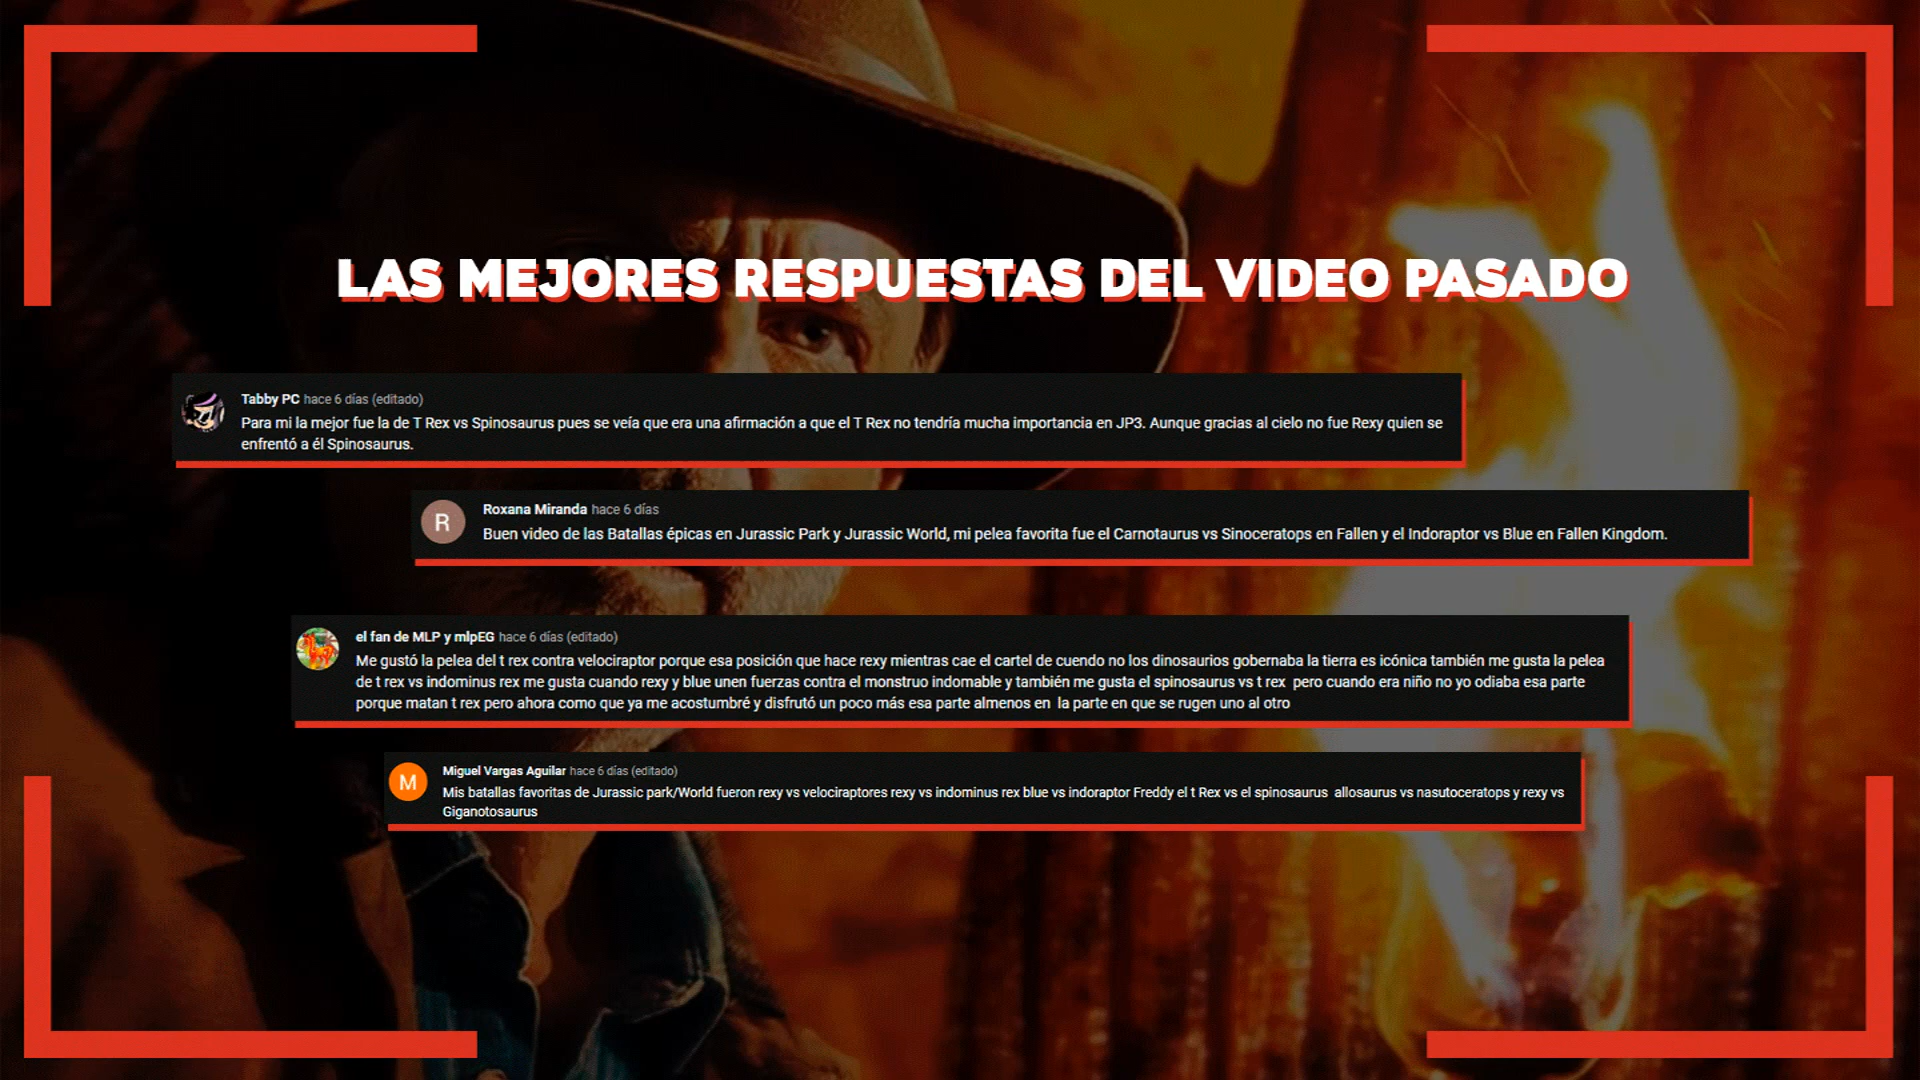 LAS MEJORES RESPUESTAS DEL VIDEO PASADO
Tabby PC hace 6 días (editado)
Para mi la mejor fue la de T Rex vs Spinosaurus pues se veía que era una afirmación a que el T Rex no tendría mucha importancia en JP3. Aunque gracias al cielo no fue Rexy quien se
enfrentó a él Spinosaurus.
R
Roxana Miranda hace 6 días
Buen video de las Batallas épicas en Jurassic Park y Jurassic World, mi pelea favorita fue el Carnotaurus vs Sinoceratops en Fallen y el Indoraptor vs Blue en Fallen Kingdom.
el fan de MLP y mlpEG hace 6 días (editado)
Me gustó la pelea del t rex contra velociraptor porque esa posición que hace rexy mientras cae el cartel de cuendo no los dinosaurios gobernaba la tierra es icónica también me gusta la pelea
de t rex vs indominus rex me gusta cuando rexy y blue unen fuerzas contra el monstruo indomable y también me gusta el spinosaurus vs t rex pero cuando era niño no yo odiaba esa parte
porque matan t rex pero ahora como que ya me acostumbré y disfrutó un poco más esa parte almenos en la parte en que se rugen uno al otro
M
Miguel Vargas Aguilar hace 6 días (editado)
Mis batallas favoritas de Jurassic park/World fueron rexy vs velociraptores rexy vs indominus rex blue vs indoraptor Freddy el t Rex vs el spinosaurus allosaurus vs nasutoceratops y rexy vs
Giganotosaurus